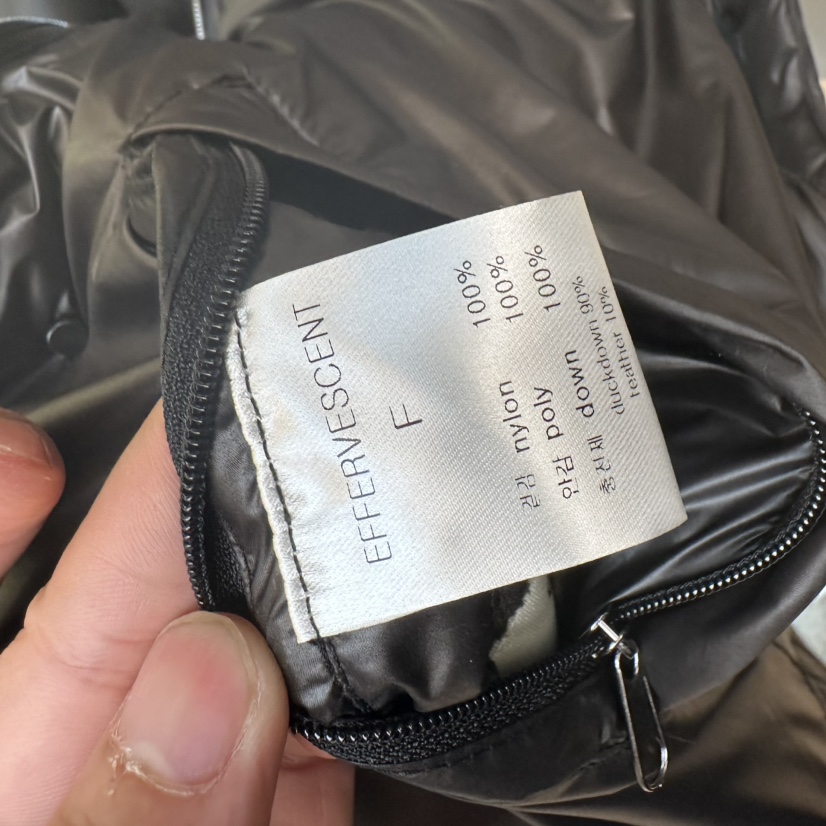 EFFERVESCENT
F
겉감 nylon 100%
안감 poly 100%
충전재 down 100%
duckdown 90%
feather 10%